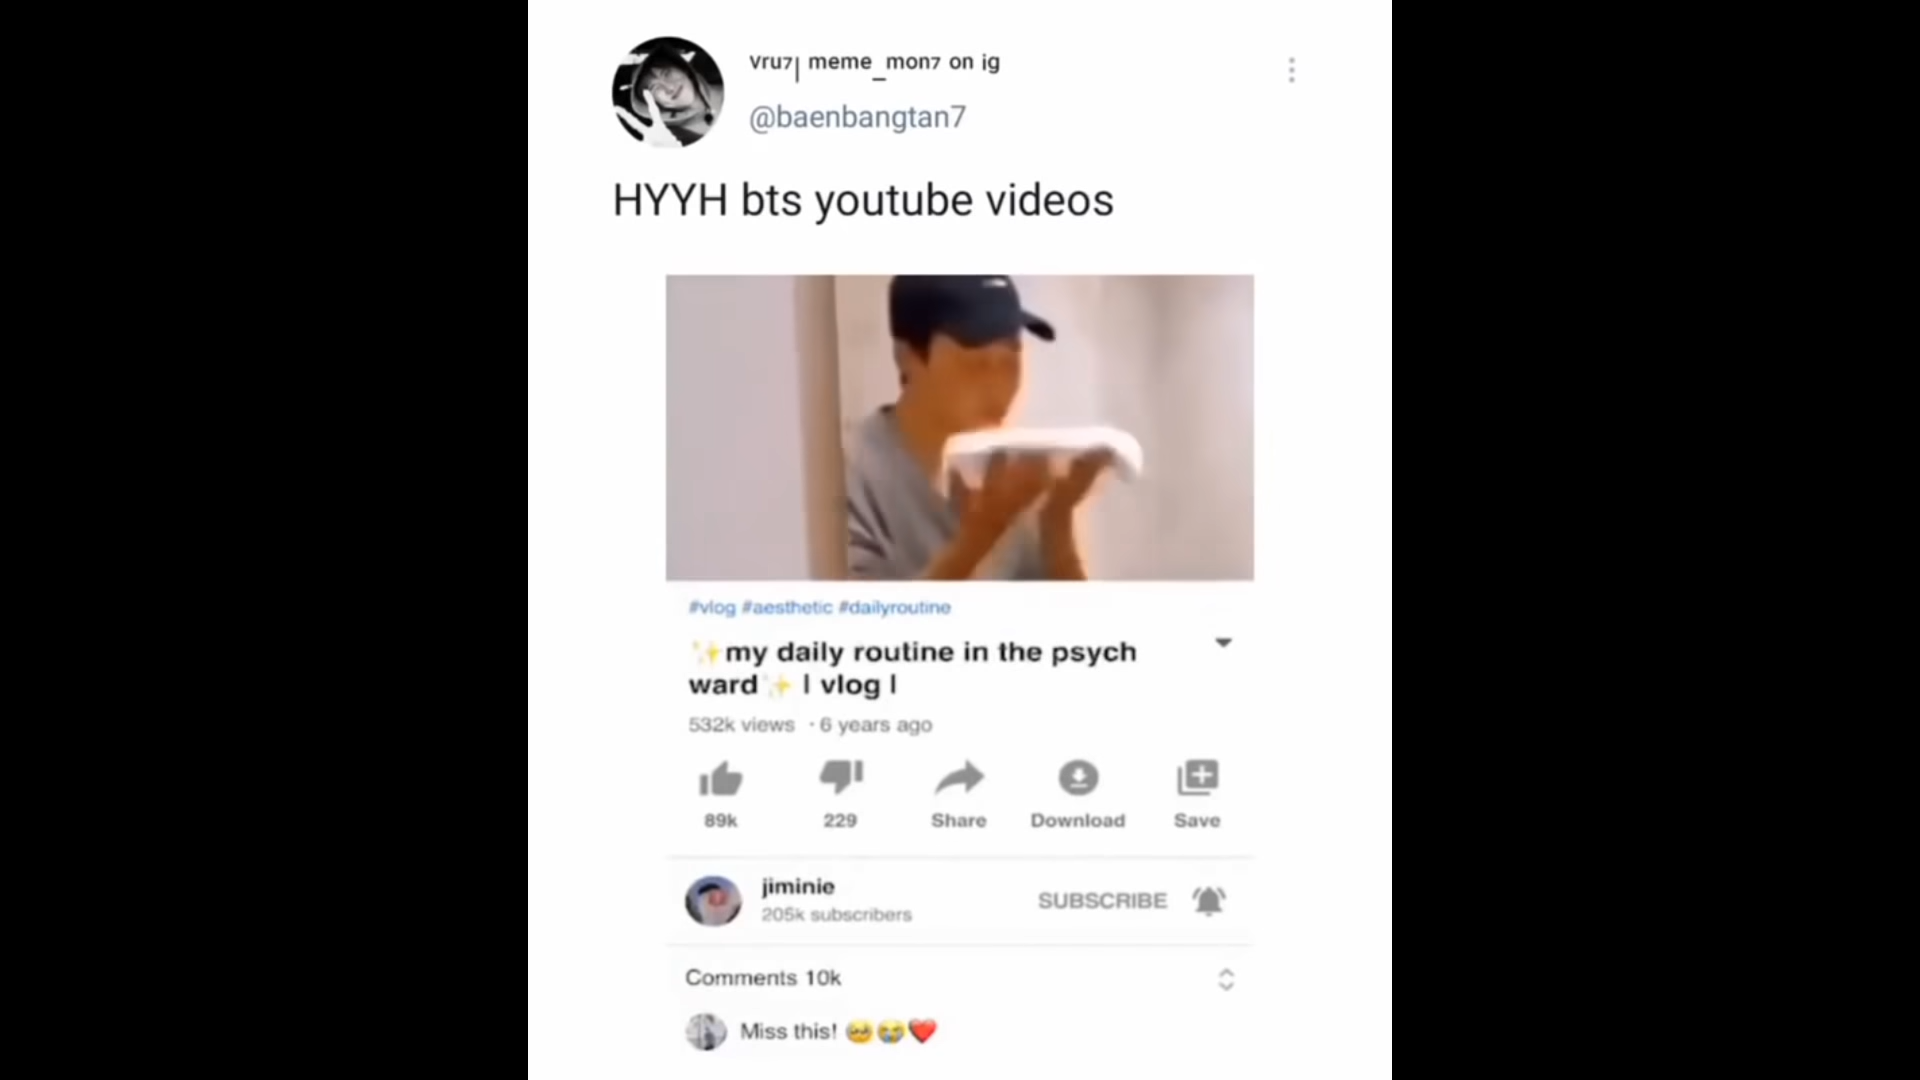 vru7| meme_mon7 on ig
@baenbangtan7
HYYH bts youtube videos
#vlog #aesthetic #dailyroutine
✨my daily routine in the psych
ward✨ | vlog |
532k views · 6 years ago
89k 229 Share Download Save
jiminie
205k subscribers
SUBSCRIBE
Comments 10k
Miss this! 🥹😭❤️